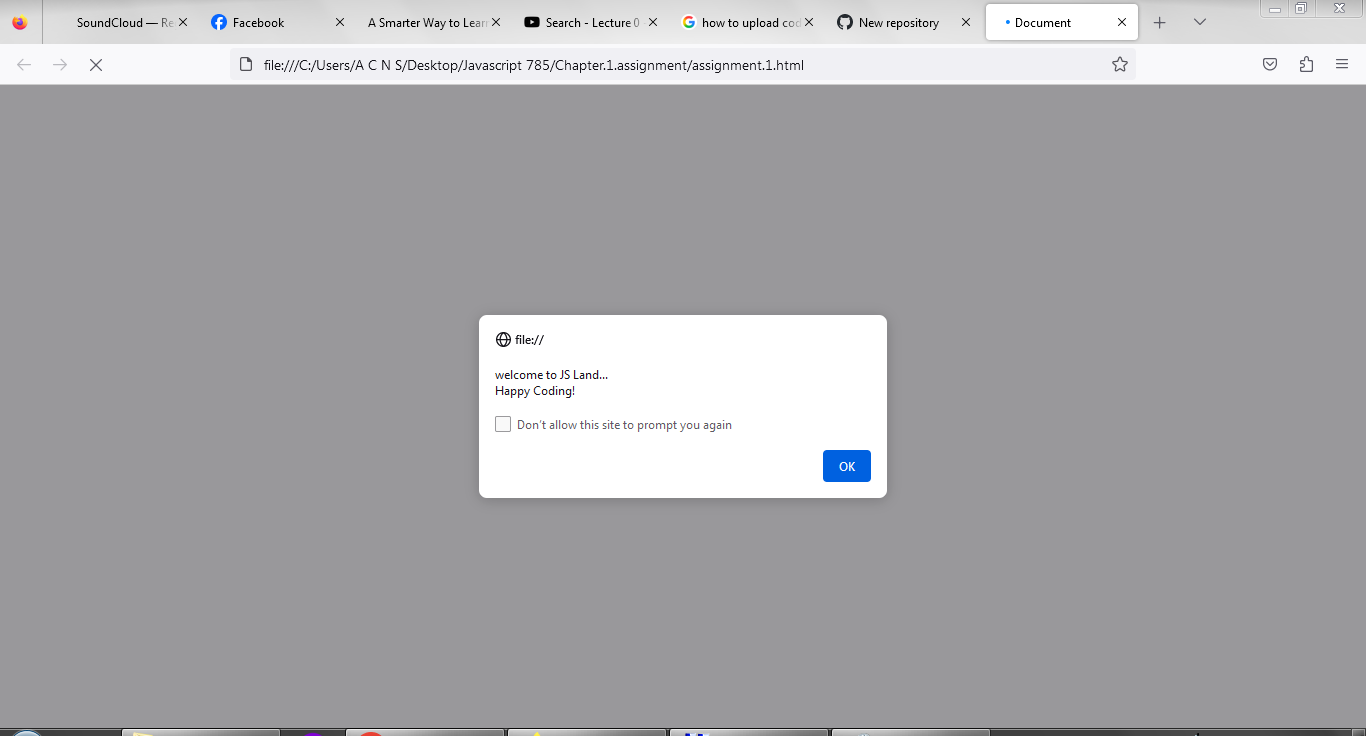 SoundCloud — Re
Facebook
A Smarter Way to Learn
Search - Lecture 0
how to upload cod
New repository
Document
file:///C:/Users/A C N S/Desktop/Javascript 785/Chapter.1.assignment/assignment.1.html
file://
welcome to JS Land...
Happy Coding!
Don't allow this site to prompt you again
OK